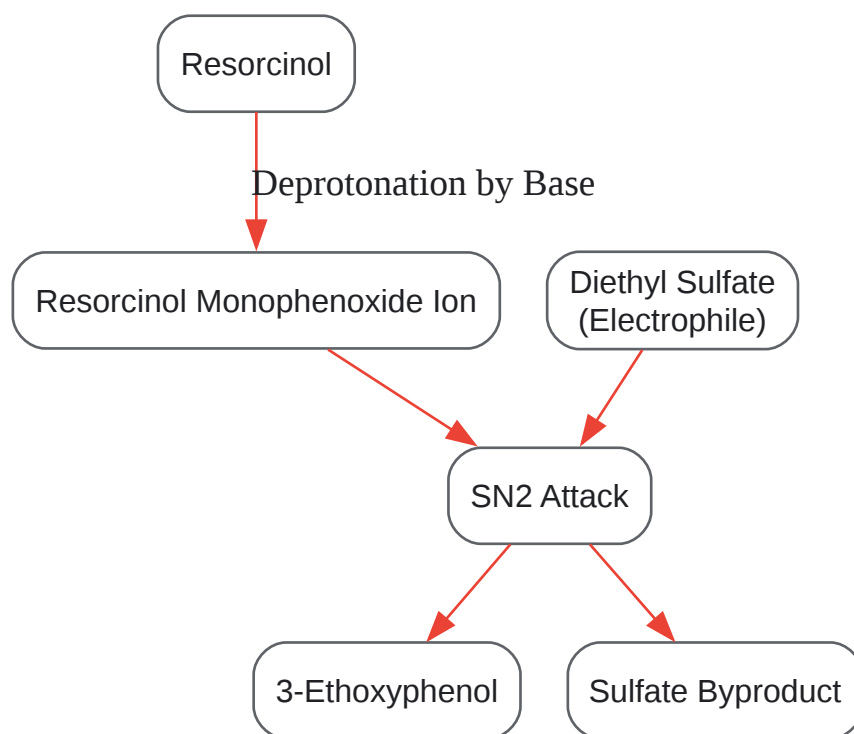 Resorcinol
Deprotonation by Base
Resorcinol Monophenoxide Ion
Diethyl Sulfate
(Electrophile)
SN2 Attack
3-Ethoxyphenol
Sulfate Byproduct